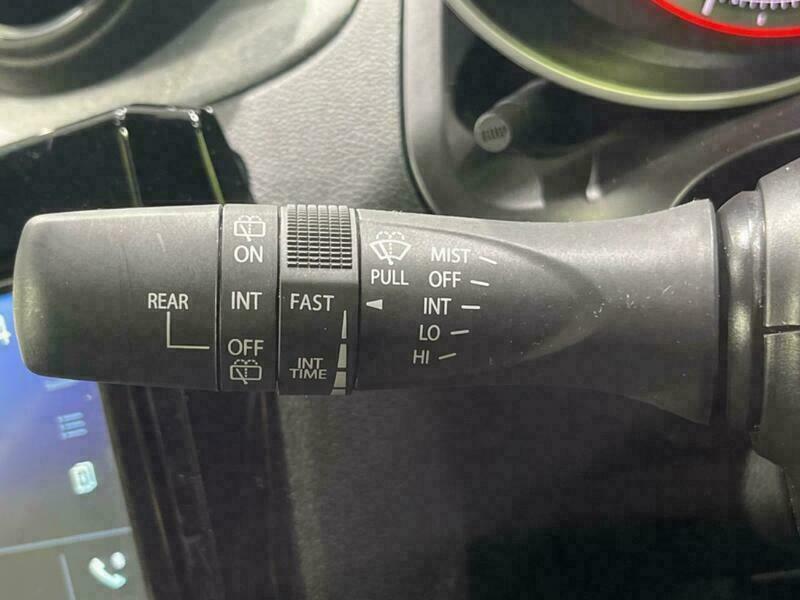 REAR
ON
INT
OFF
FAST
INT
TIME
PULL
MIST
OFF
INT
LO
HI